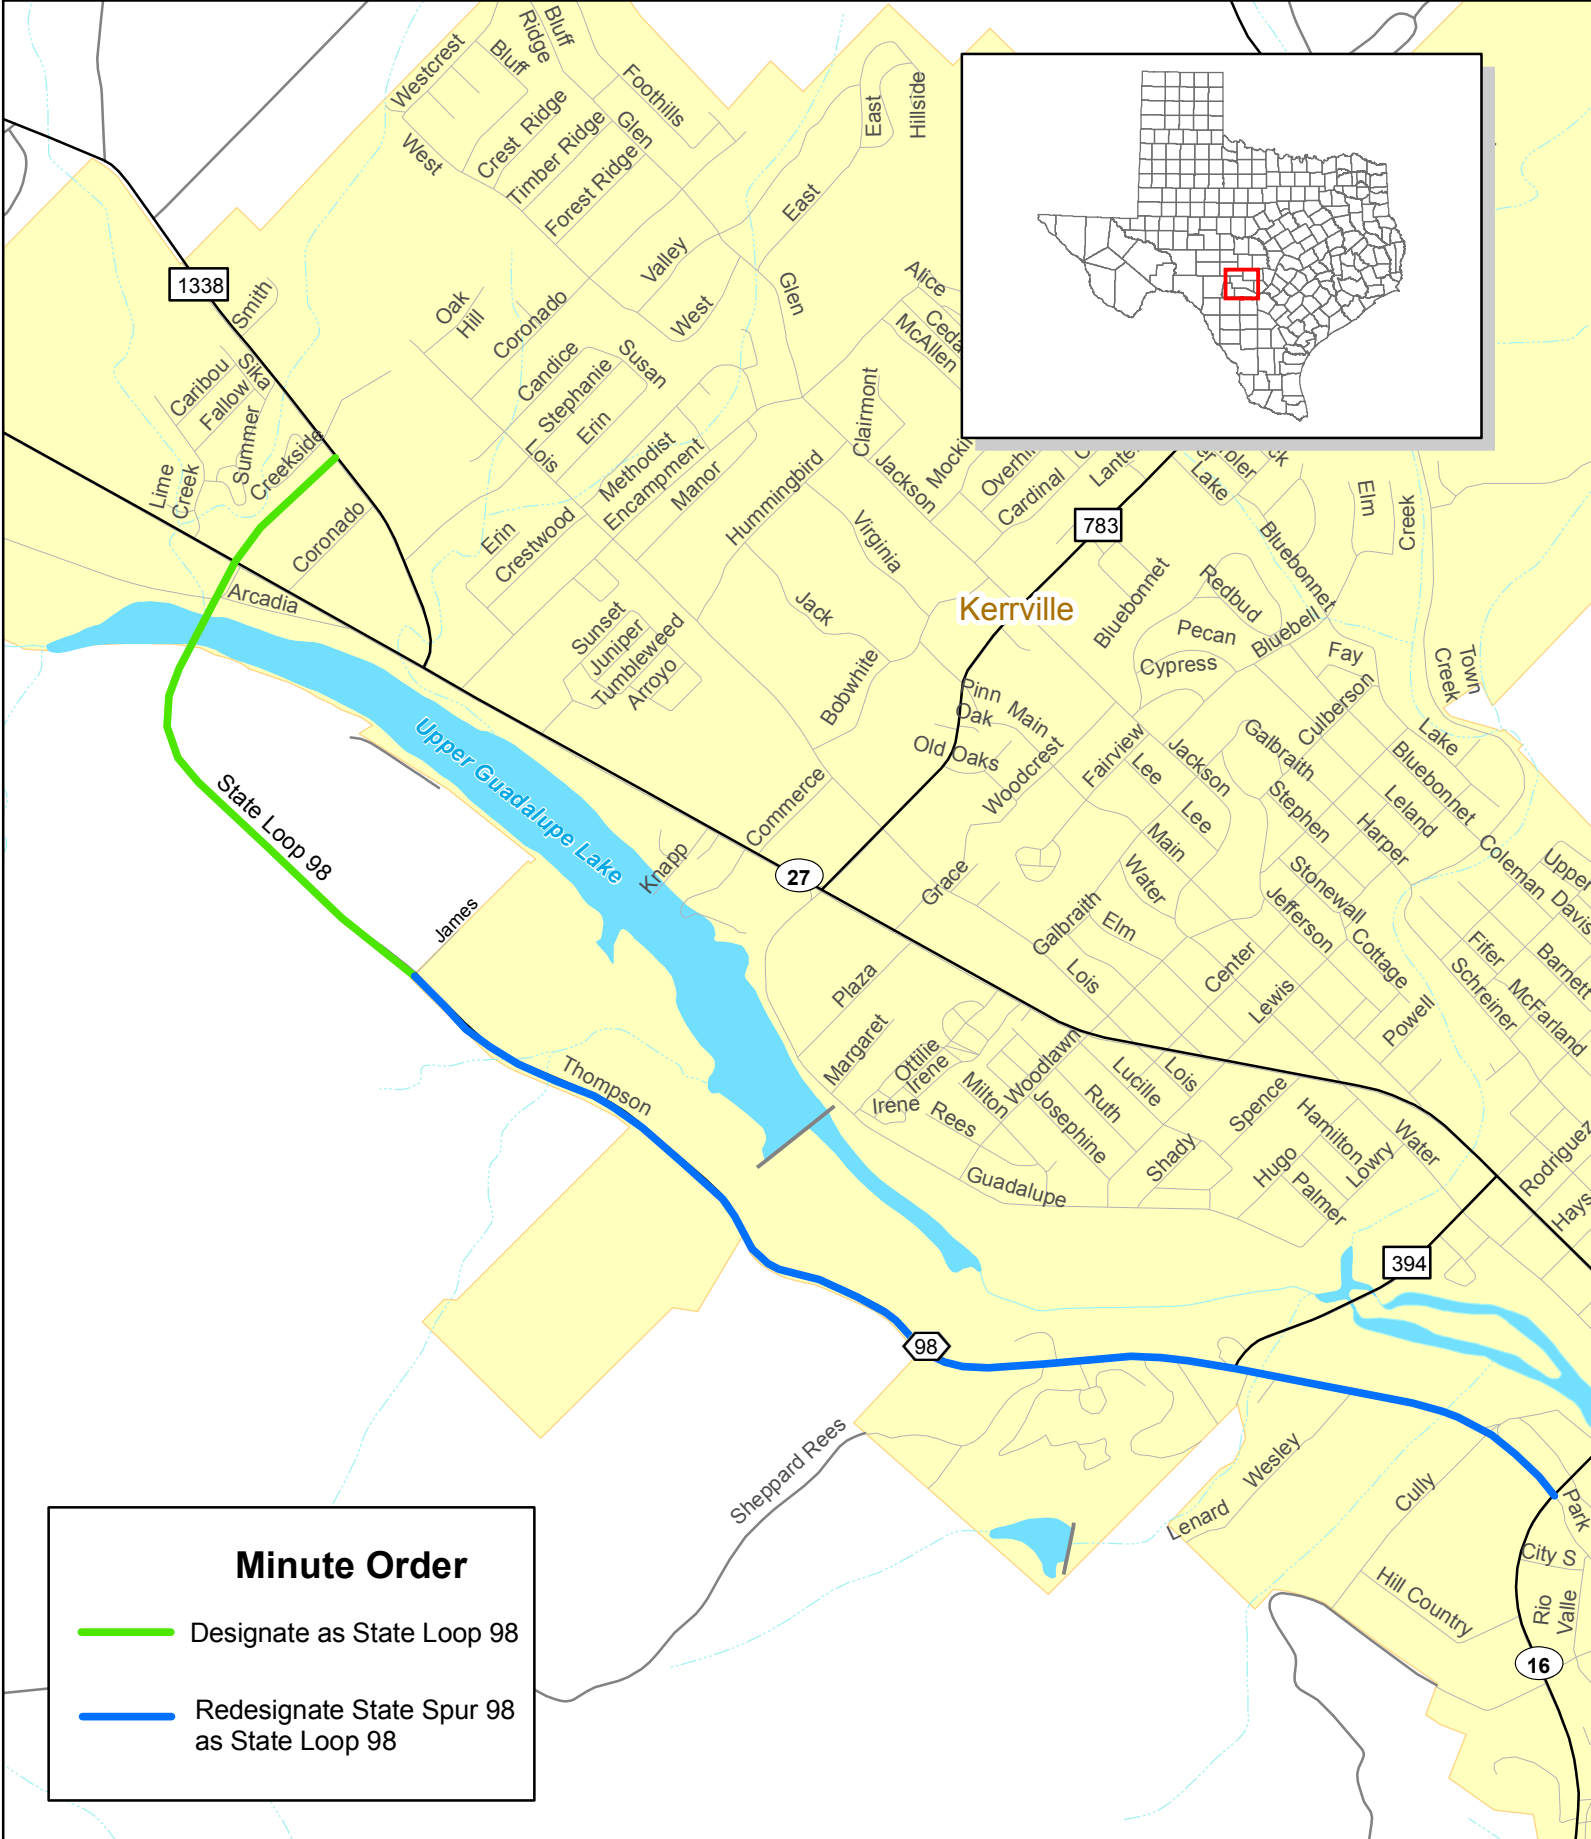 Westcrest
Bluff
Ridge
Bluff
Foothills
West
Crest Ridge
Timber Ridge
Forest Ridge
Glen
East
Hillside
East
Valley
West
Glen
1338
Smith
Oak
Hill
Coronado
Alice
McAllen
Caribou
Sika
Fallow
Summer
Creekside
Lime
Creek
Coronado
Arcadia
Candice
Stephanie
Susan
Erin
Lois
Methodist
Encampment
Manor
Erin
Crestwood
Clairmont
Jackson
Hummingbird
Virginia
Cardinal
783
Lake
Elm
Creek
Bluebonnet
Kerrville
Bluebonnet
Redbud
Pecan
Bluebell
Cypress
Fay
Culberson
Town
Creek
Jack
Bobwhite
Sunset
Juniper
Tumbleweed
Arroyo
Pinn
Oak
Main
Old Oaks
Woodcrest
Fairview
Lee
Jackson
Lee
Main
Galbraith
Stephen
Lake
Bluebonnet
Leland
Harper
Coleman
Upper
Davis
Upper Guadalupe Lake
Commerce
Knapp
27
Grace
Water
Galbraith
Elm
Lois
Stonewall
Jefferson
Cottage
Center
Lewis
Powell
Fifer
Schreiner
Barnett
McFarland
State Loop 98
James
Plaza
Margaret
Ottilie
Irene
Irene
Rees
Milton
Woodlawn
Josephine
Ruth
Lucille
Lois
Shady
Spence
Hamilton
Lowry
Hugo
Palmer
Water
Rodriguez
Hays
Thompson
Guadalupe
394
98
Sheppard Rees
Lenard
Wesley
Cully
Park
City S
Rio
Valle
Hill Country
16
Minute Order
Designate as State Loop 98
Redesignate State Spur 98
as State Loop 98